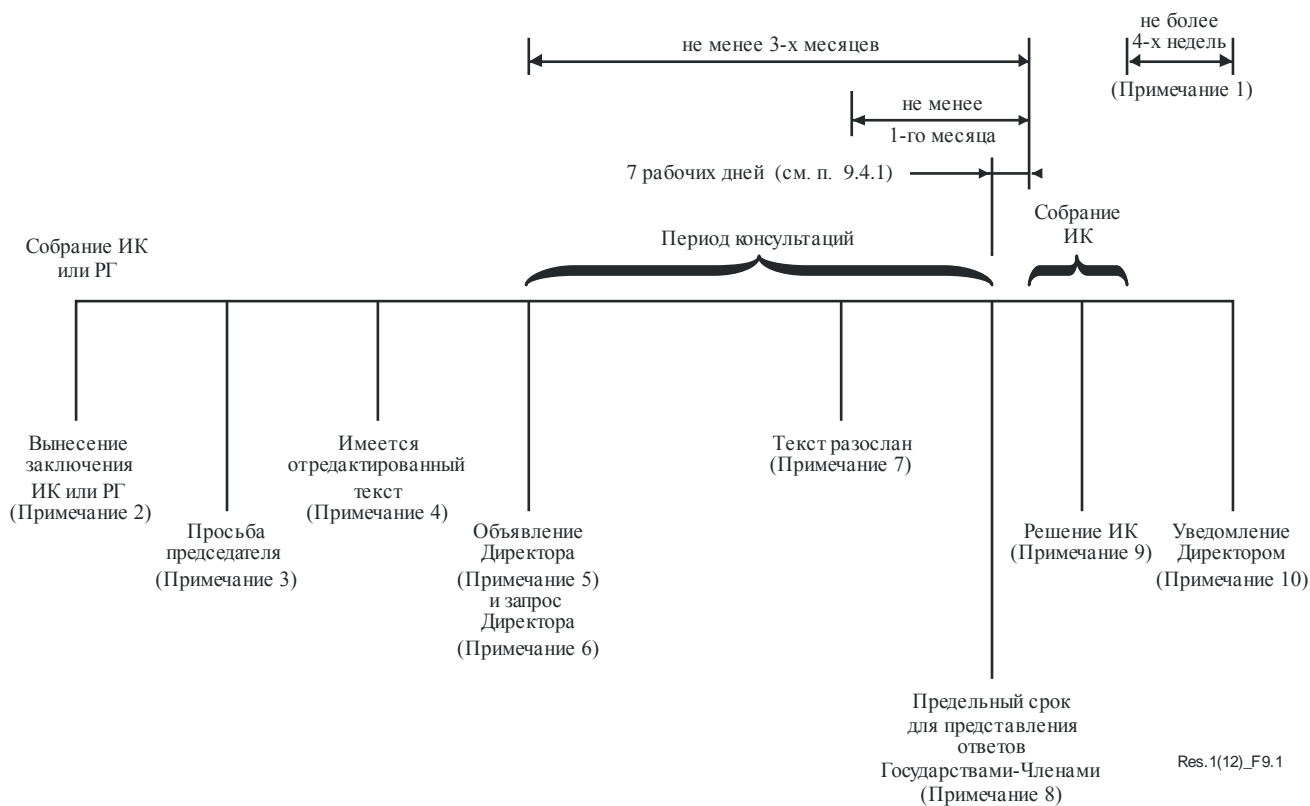 не менее 3-х месяцев
не более
4-х недель
(Примечание 1)
не менее
1-го месяца
7 рабочих дней (см. п. 9.4.1)
Собрание ИК
или РГ
Период консультаций
Собрание
ИК
Вынесение
заключения
ИК или РГ
(Примечание 2)
Просьба
председателя
(Примечание 3)
Имеется
отредактированный
текст
(Примечание 4)
Объявление
Директора
(Примечание 5)
и запрос
Директора
(Примечание 6)
Текст разослан
(Примечание 7)
Предельный срок
для представления
ответов
Государствами-Членами
(Примечание 8)
Решение ИК
(Примечание 9)
Уведомление
Директором
(Примечание 10)
Res.1(12)_F9.1